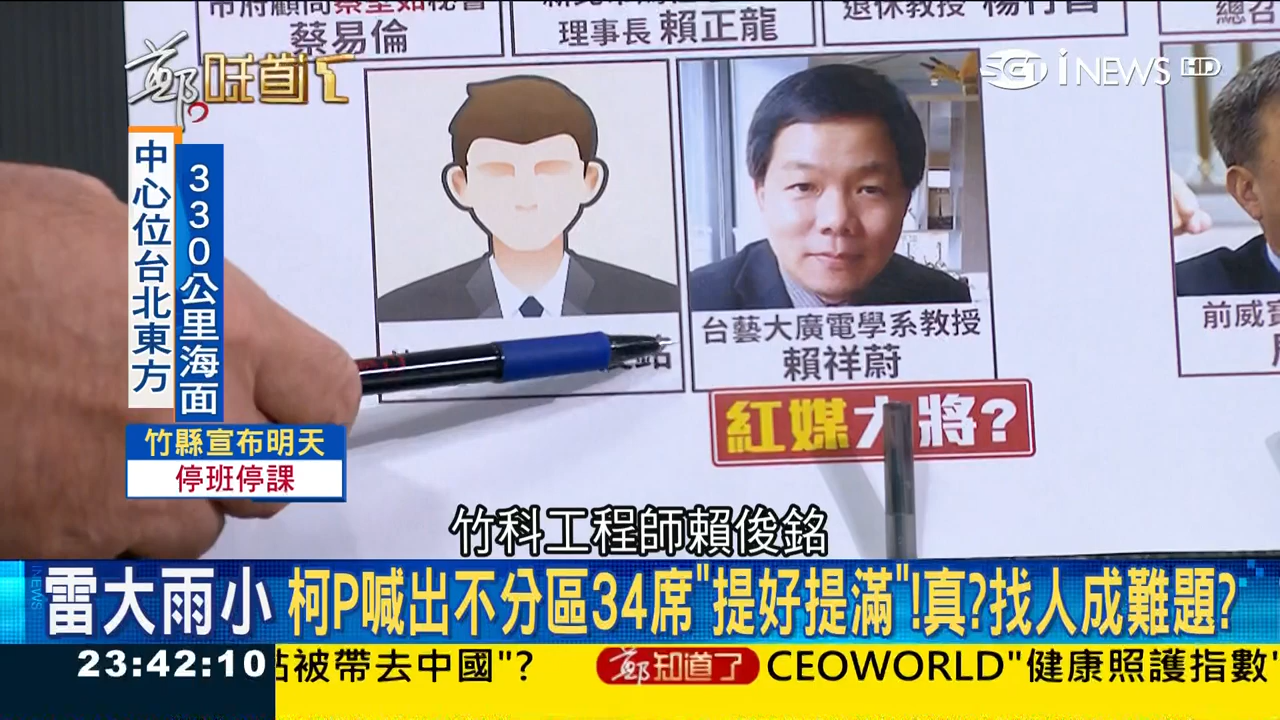 蔡易倫
理事長 賴正龍
退休教授
鄭知道了
SET iNEWS HD
中心位台北東方
330公里海面
竹縣宣布明天
停班停課
台藝大廣電學系教授
賴祥蔚
紅媒大將?
竹科工程師賴俊銘
iNEWS
雷大雨小 柯P喊出不分區34席"提好提滿"!真?找人成難題?
23:42:10
被帶去中國"?
鄭知道了
CEOWORLD"健康照護指數"